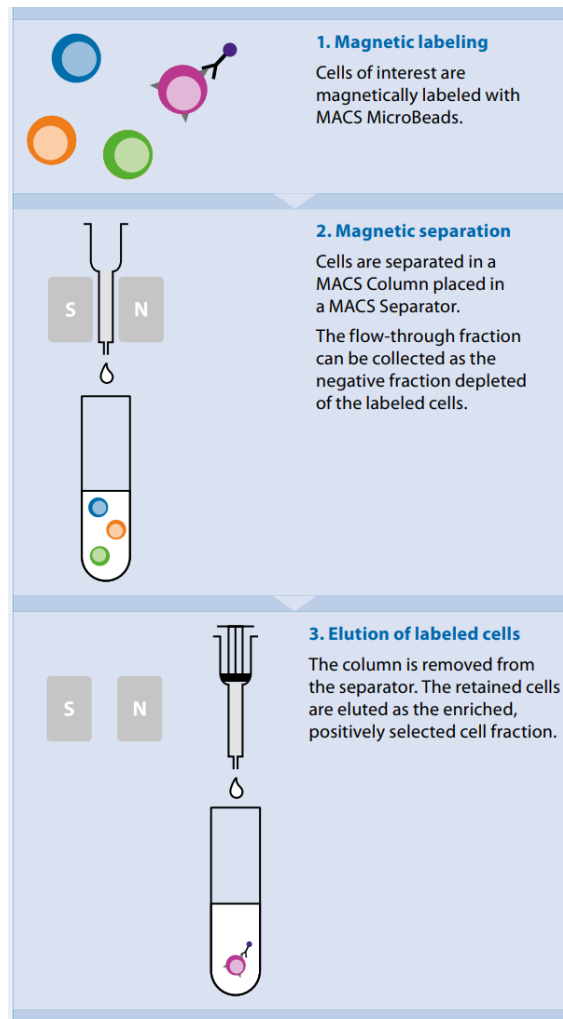 1. Magnetic labeling
Cells of interest are
magnetically labeled with
MACS MicroBeads.
2. Magnetic separation
Cells are separated in a
MACS Column placed in
a MACS Separator.
The flow-through fraction
can be collected as the
negative fraction depleted
of the labeled cells.
S N
3. Elution of labeled cells
The column is removed from
the separator. The retained cells
are eluted as the enriched,
positively selected cell fraction.
S N